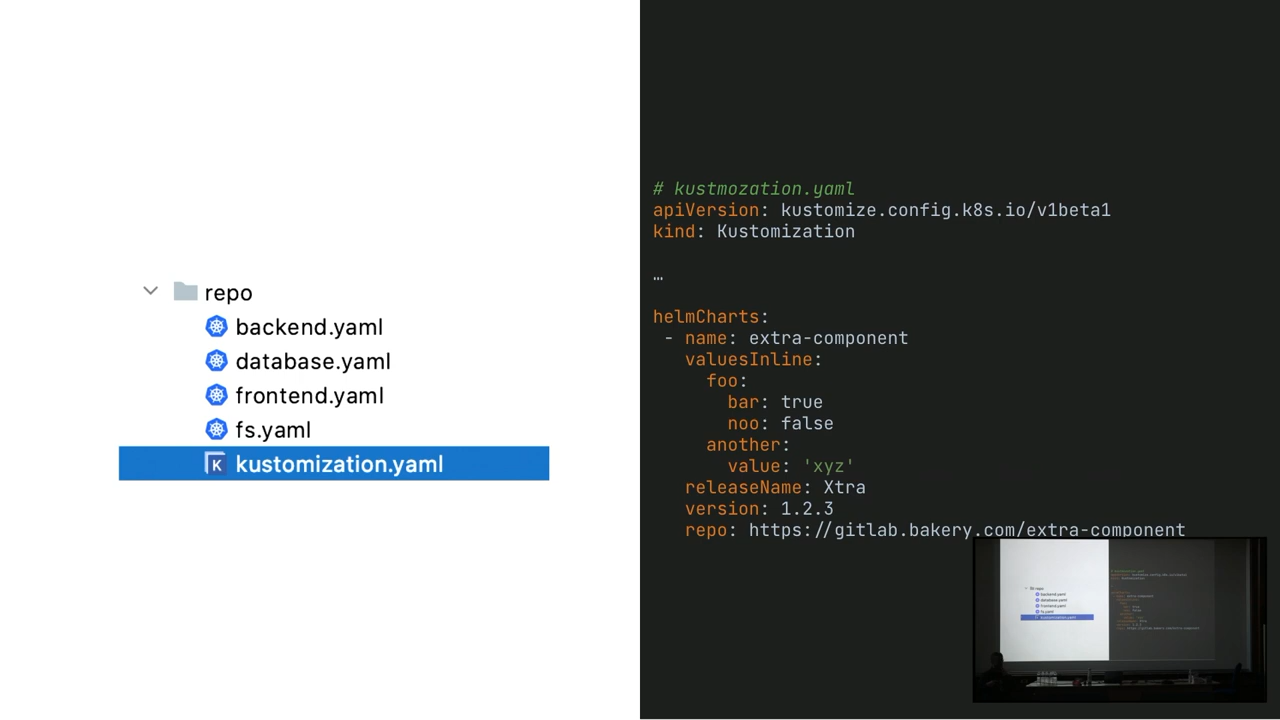 repo
backend.yaml
database.yaml
frontend.yaml
fs.yaml
kustomization.yaml
# kustmozation.yaml
apiVersion: kustomize.config.k8s.io/v1beta1
kind: Kustomization
…
helmCharts:
- name: extra-component
valuesInline:
foo:
bar: true
noo: false
another:
value: 'xyz'
releaseName: Xtra
version: 1.2.3
repo: https://gitlab.bakery.com/extra-component